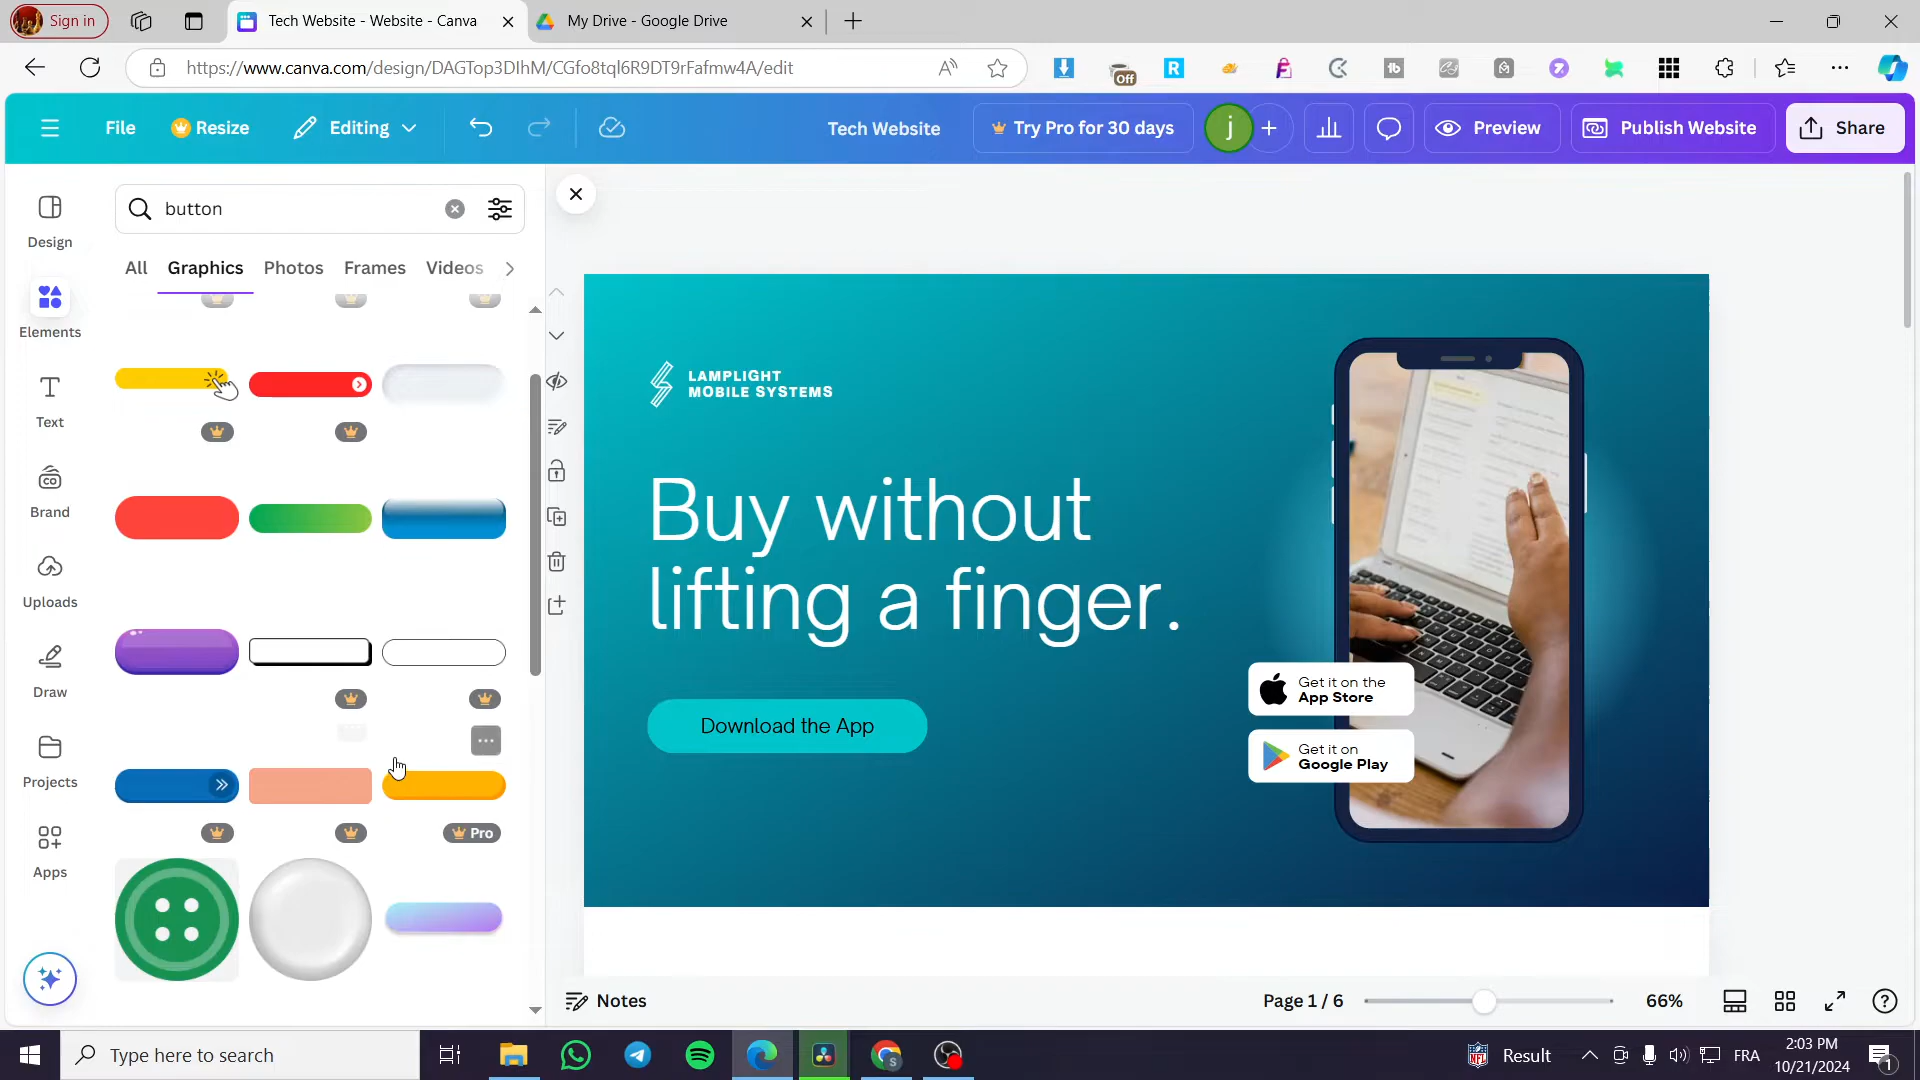 Sign in
Tech Website - Website - Canva
My Drive - Google Drive
https://www.canva.com/design/DAGTop3DlhM/CGfo8tql6R9DT9rFafmw4A/edit
Off
File
Resize
Editing
Tech Website
Try Pro for 30 days
j
Preview
Publish Website
Share
Design
Elements
Text
Brand
Uploads
Draw
Projects
Apps
button
All
Graphics
Photos
Frames
Videos
Pro
LAMPLIGHT
MOBILE SYSTEMS
Buy without
lifting a finger.
Download the App
Get it on the
App Store
Get it on
Google Play
Notes
Page 1 / 6
66%
Type here to search
Result
FRA
2:03 PM
10/21/2024
1